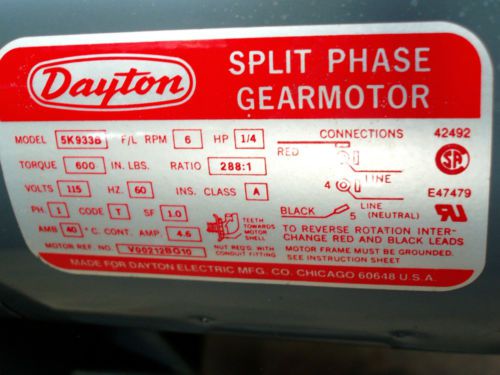 Dayton
SPLIT PHASE
GEARMOTOR
MODEL 5K933B F/L RPM 6 HP 1/4
TORQUE 600 IN. LBS. RATIO 288:1
VOLTS 115 HZ. 60 INS. CLASS A
PH. 1 CODE T SF 1.0
AMB 40 °C. CONT. AMP. 4.6
MOTOR REF. NO. V00212BG10
TEETH
TOWARDS
MOTOR
SHELL
NUT REQ'D. WITH
CONDUIT FITTING
CONNECTIONS
RED
4 LINE
BLACK 5 LINE
(NEUTRAL)
TO REVERSE ROTATION INTER-
CHANGE RED AND BLACK LEADS
MOTOR FRAME MUST BE GROUNDED.
SEE INSTRUCTION SHEET
42492
SA
E47479
MADE FOR DAYTON ELECTRIC MFG. CO. CHICAGO 60648 U.S.A.